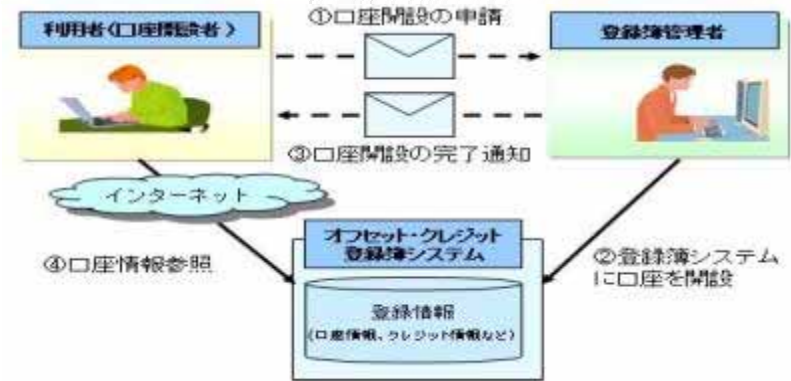 ①口座開設の申請
利用者（口座開設者）
登録簿管理者
③口座開設の完了通知
インターネット
オフセット・クレジット
登録簿システム
④口座情報参照
②登録簿システム
に口座を開設
登録情報
（口座情報、クレジット情報など）